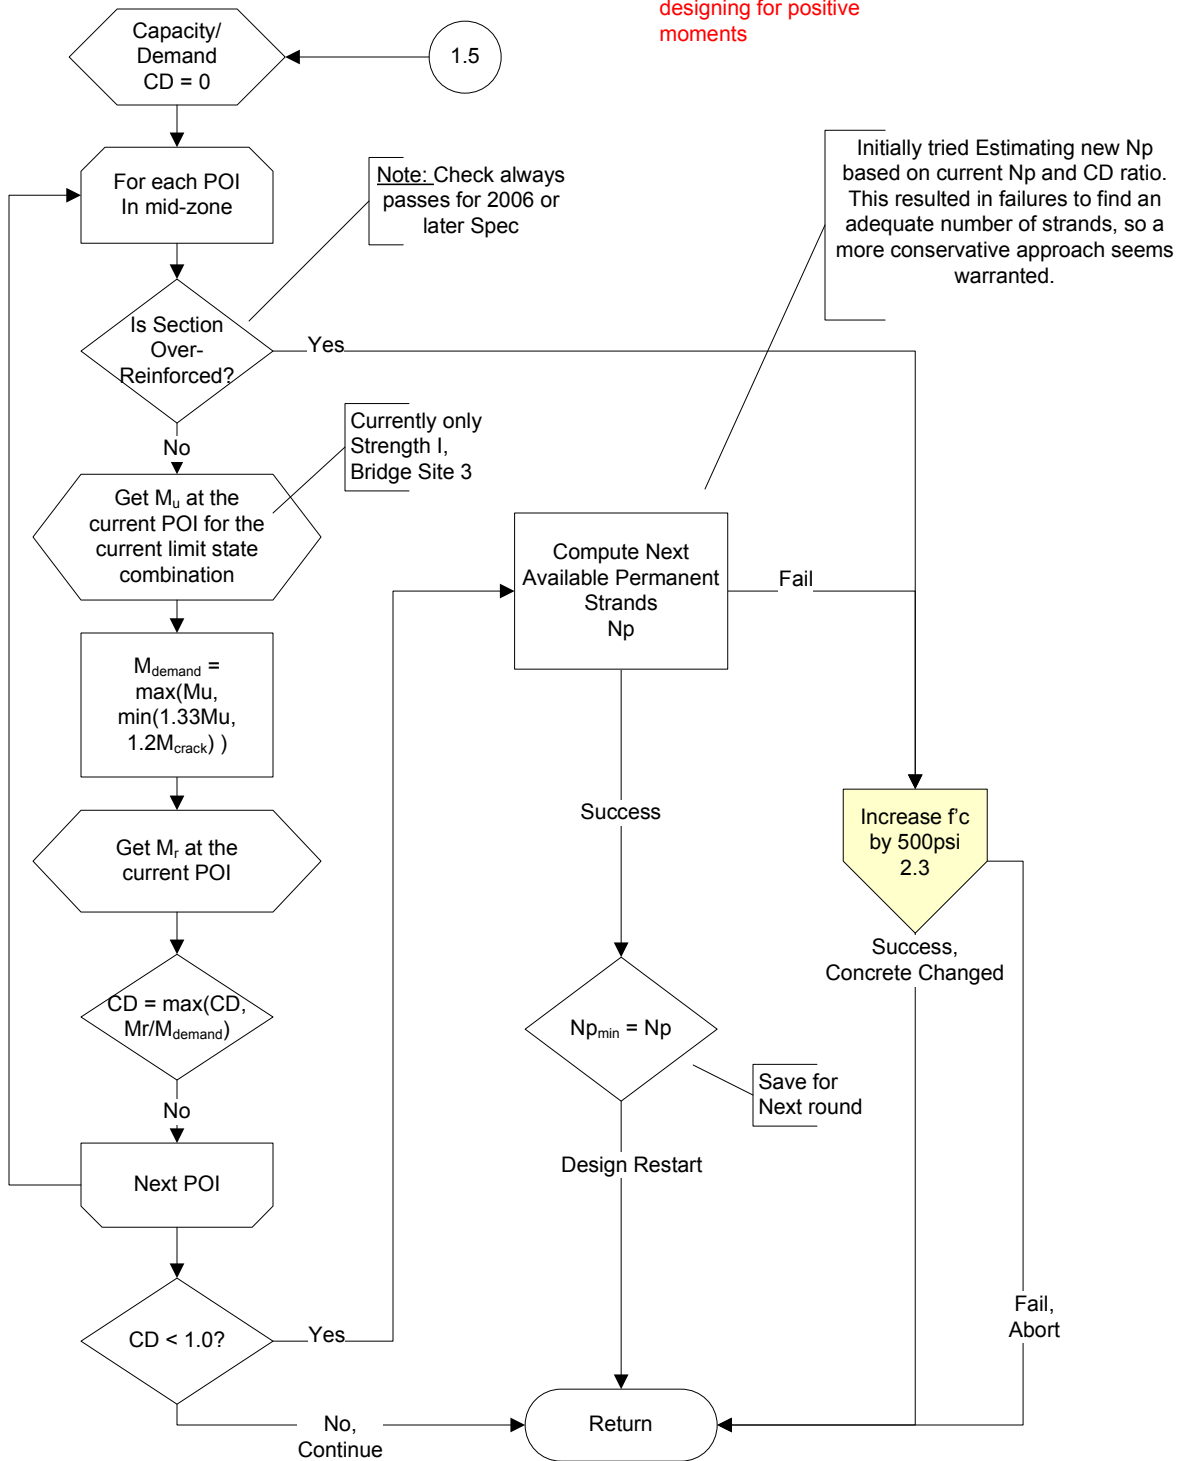 designing for positive
moments
Capacity/
Demand
CD = 0
1.5
For each POI
In mid-zone
Note: Check always
passes for 2006 or
later Spec
Initially tried Estimating new Np
based on current Np and CD ratio.
This resulted in failures to find an
adequate number of strands, so a
more conservative approach seems
warranted.
Is Section
Over-
Reinforced?
Yes
No
Currently only
Strength I,
Bridge Site 3
Get Mu at the
current POI for the
current limit state
combination
Compute Next
Available Permanent
Strands
Np
Fail
Mdemand =
max(Mu,
min(1.33Mu,
1.2Mcrack) )
Success
Increase f'c
by 500psi
2.3
Get Mr at the
current POI
Success,
Concrete Changed
CD = max(CD,
Mr/Mdemand)
Npmin = Np
Save for
Next round
No
Next POI
Design Restart
CD < 1.0?
Yes
Fail,
Abort
No,
Continue
Return